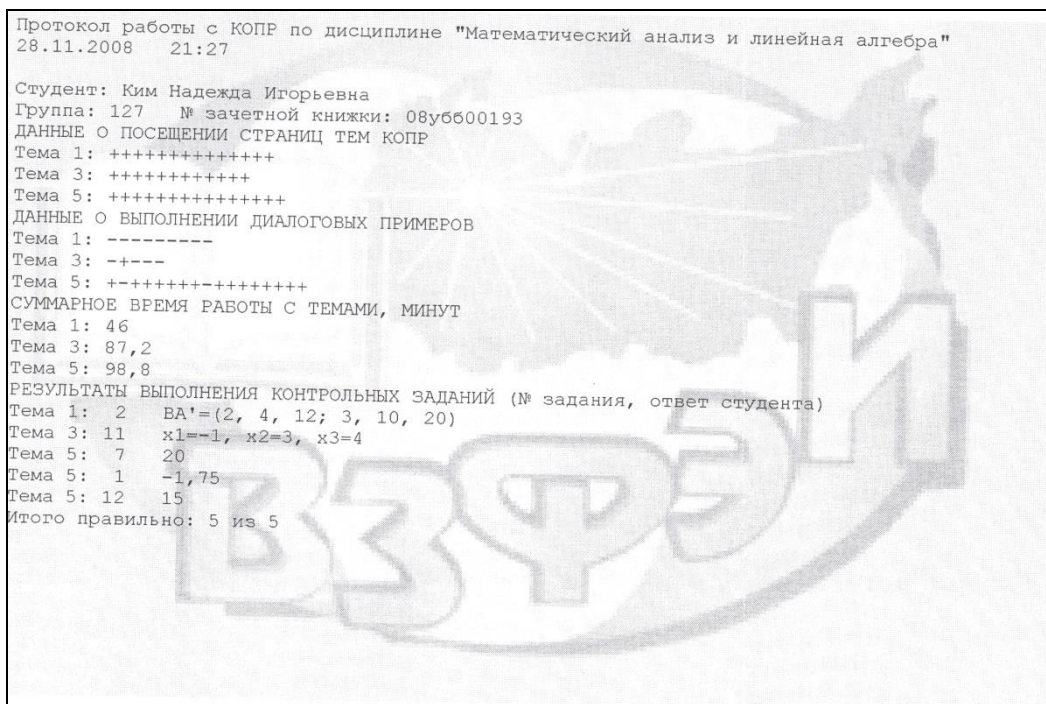 Протокол работы с КОПР по дисциплине "Математический анализ и линейная алгебра"
28.11.2008 21:27
Студент: Ким Надежда Игорьевна
Группа: 127 № зачетной книжки: 08убб00193
ДАННЫЕ О ПОСЕЩЕНИИ СТРАНИЦ ТЕМ КОПР
Тема 1: ++++++++++++++
Тема 3: ++++++++++++
Тема 5: +++++++++++++++
ДАННЫЕ О ВЫПОЛНЕНИИ ДИАЛОГОВЫХ ПРИМЕРОВ
Тема 1: ---------
Тема 3: -+---
Тема 5: +-++++++-++++++++
СУММАРНОЕ ВРЕМЯ РАБОТЫ С ТЕМАМИ, МИНУТ
Тема 1: 46
Тема 3: 87,2
Тема 5: 98,8
РЕЗУЛЬТАТЫ ВЫПОЛНЕНИЯ КОНТРОЛЬНЫХ ЗАДАНИЙ (№ задания, ответ студента)
Тема 1: 2 BA'=(2, 4, 12; 3, 10, 20)
Тема 3: 11 x1=-1, x2=3, x3=4
Тема 5: 7 20
Тема 5: 1 -1,75
Тема 5: 12 15
Итого правильно: 5 из 5
ВЗФЭИ